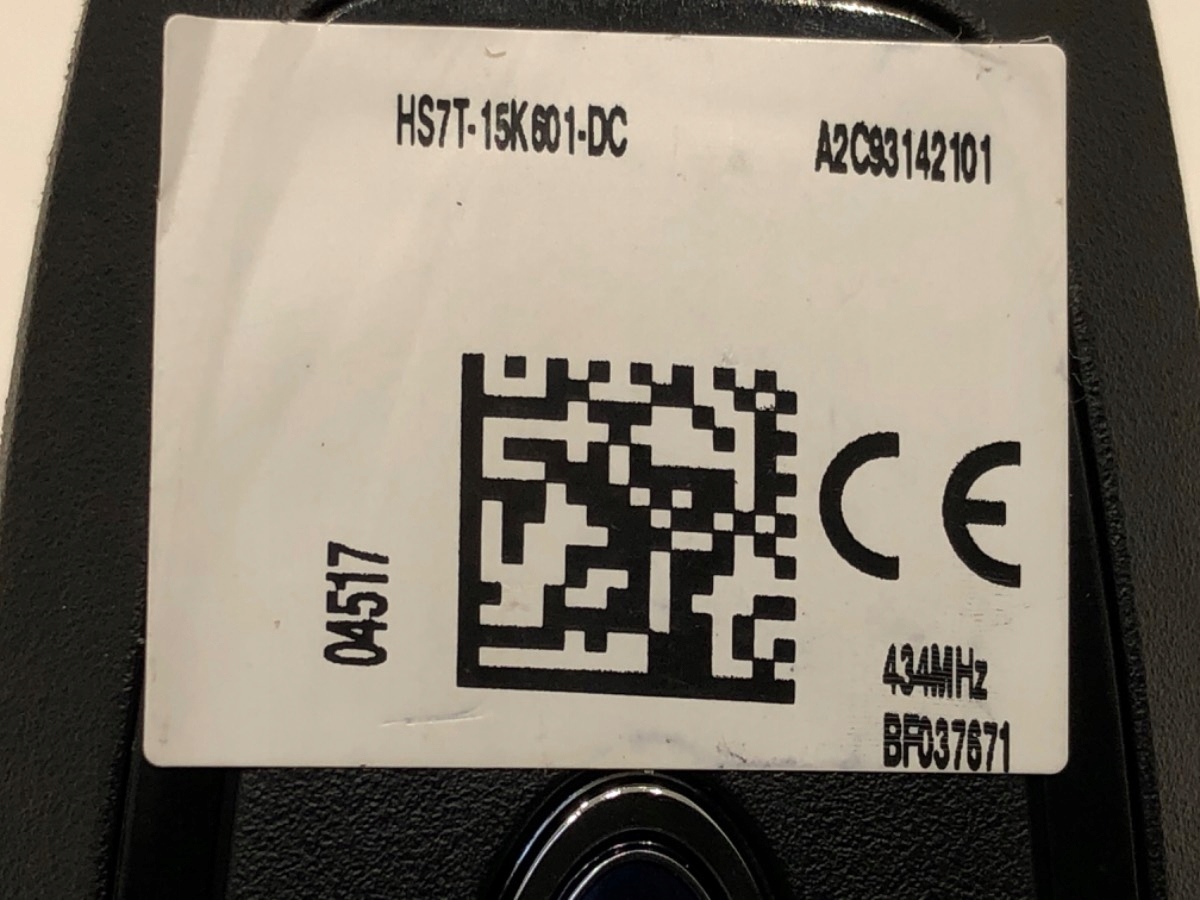 HS7T-15K601-DC
A2C93142101
CE
04517
434MHz
BF037671